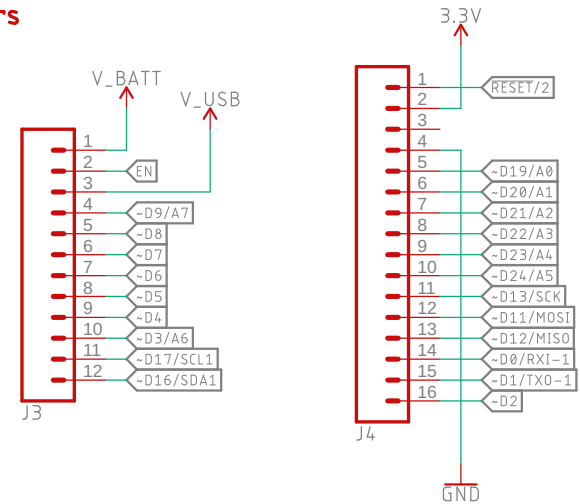 rs
V_BATT
V_USB
1
2 EN
3
4 ~D9/A7
5 ~D8
6 ~D7
7 ~D6
8 ~D5
9 ~D4
10 ~D3/A6
11 ~D17/SCL1
12 ~D16/SDA1
J3
3.3V
1 RESET/2
2
3
4
5 ~D19/A0
6 ~D20/A1
7 ~D21/A2
8 ~D22/A3
9 ~D23/A4
10 ~D24/A5
11 ~D13/SCK
12 ~D11/MOSI
13 ~D12/MISO
14 ~D0/RXI-1
15 ~D1/TXO-1
16 ~D2
J4
GND